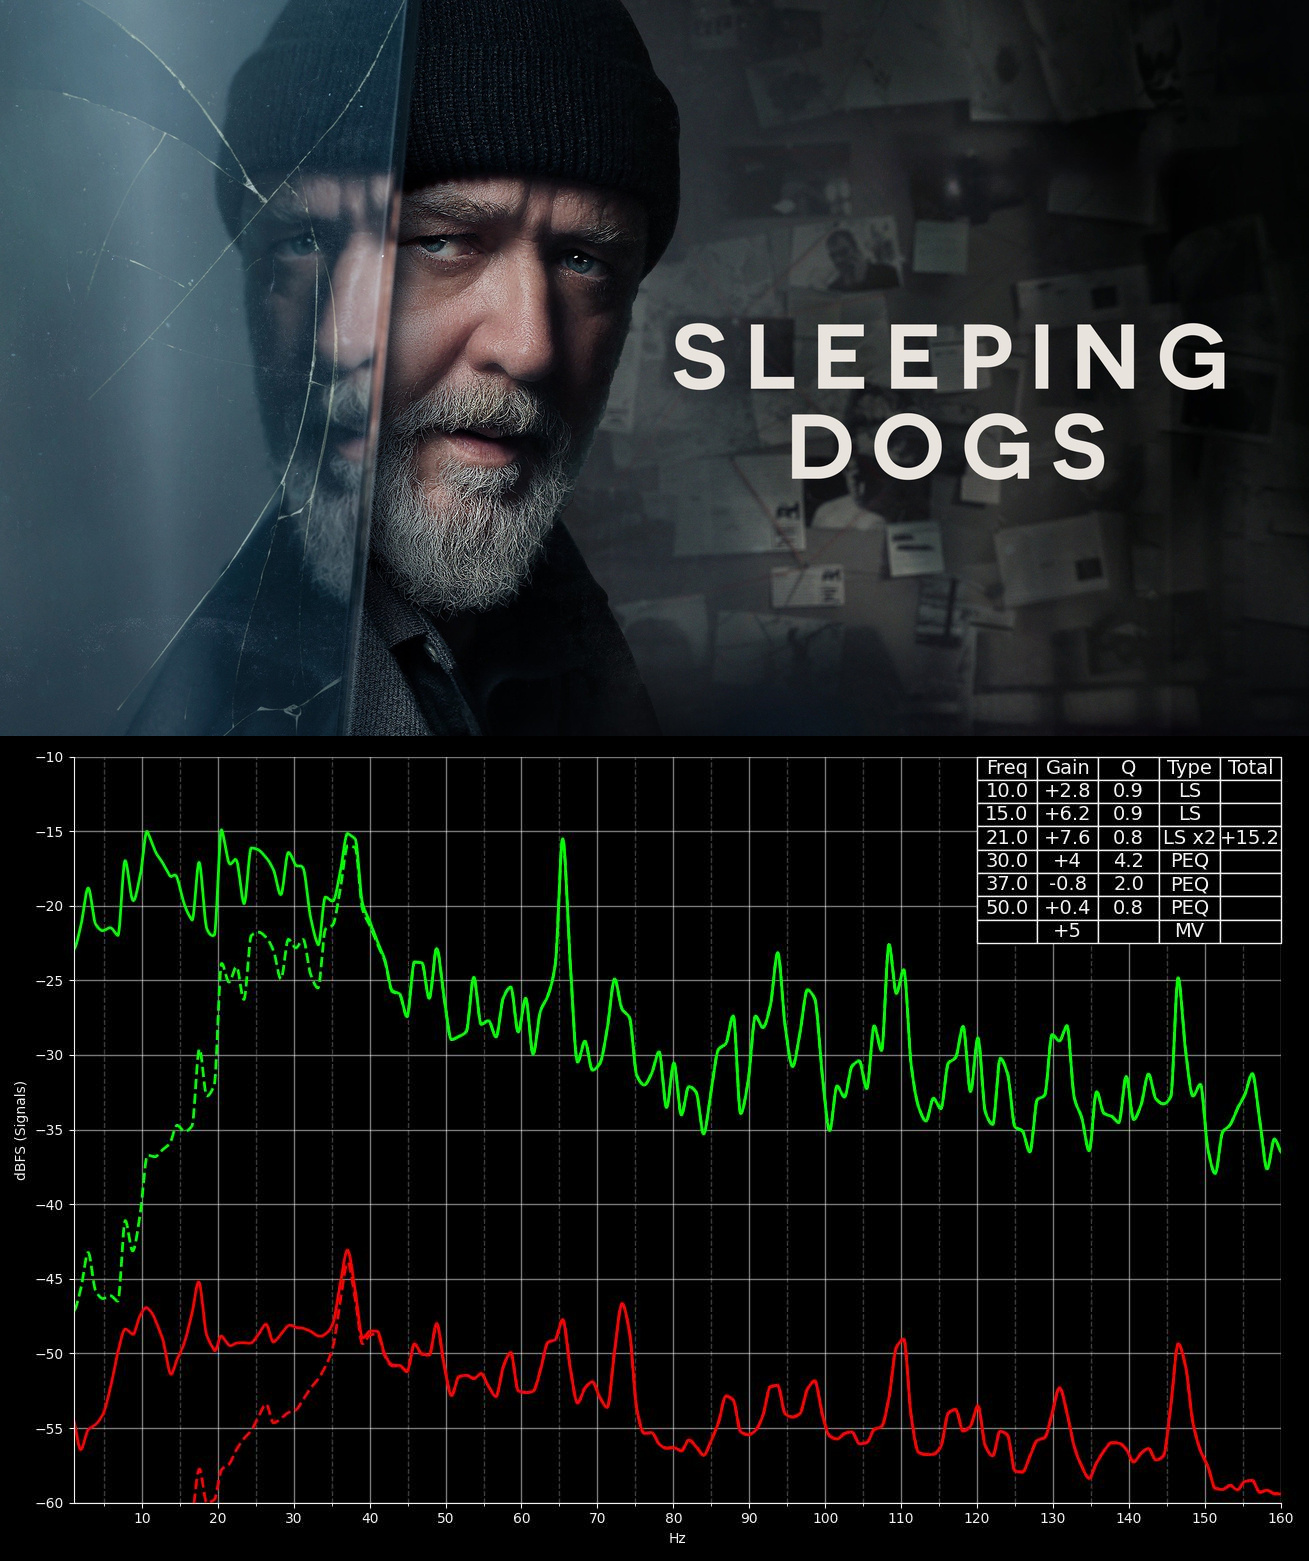 SLEEPING
DOGS
Freq Gain Q Type Total
10.0 +2.8 0.9 LS
15.0 +6.2 0.9 LS
21.0 +7.6 0.8 LS x2 +15.2
30.0 +4 4.2 PEQ
37.0 -0.8 2.0 PEQ
50.0 +0.4 0.8 PEQ
+5 MV
−10
−15
−20
−25
−30
−35
−40
−45
−50
−55
−60
dBFS (Signals)
10 20 30 40 50 60 70 80 90 100 110 120 130 140 150 160
Hz